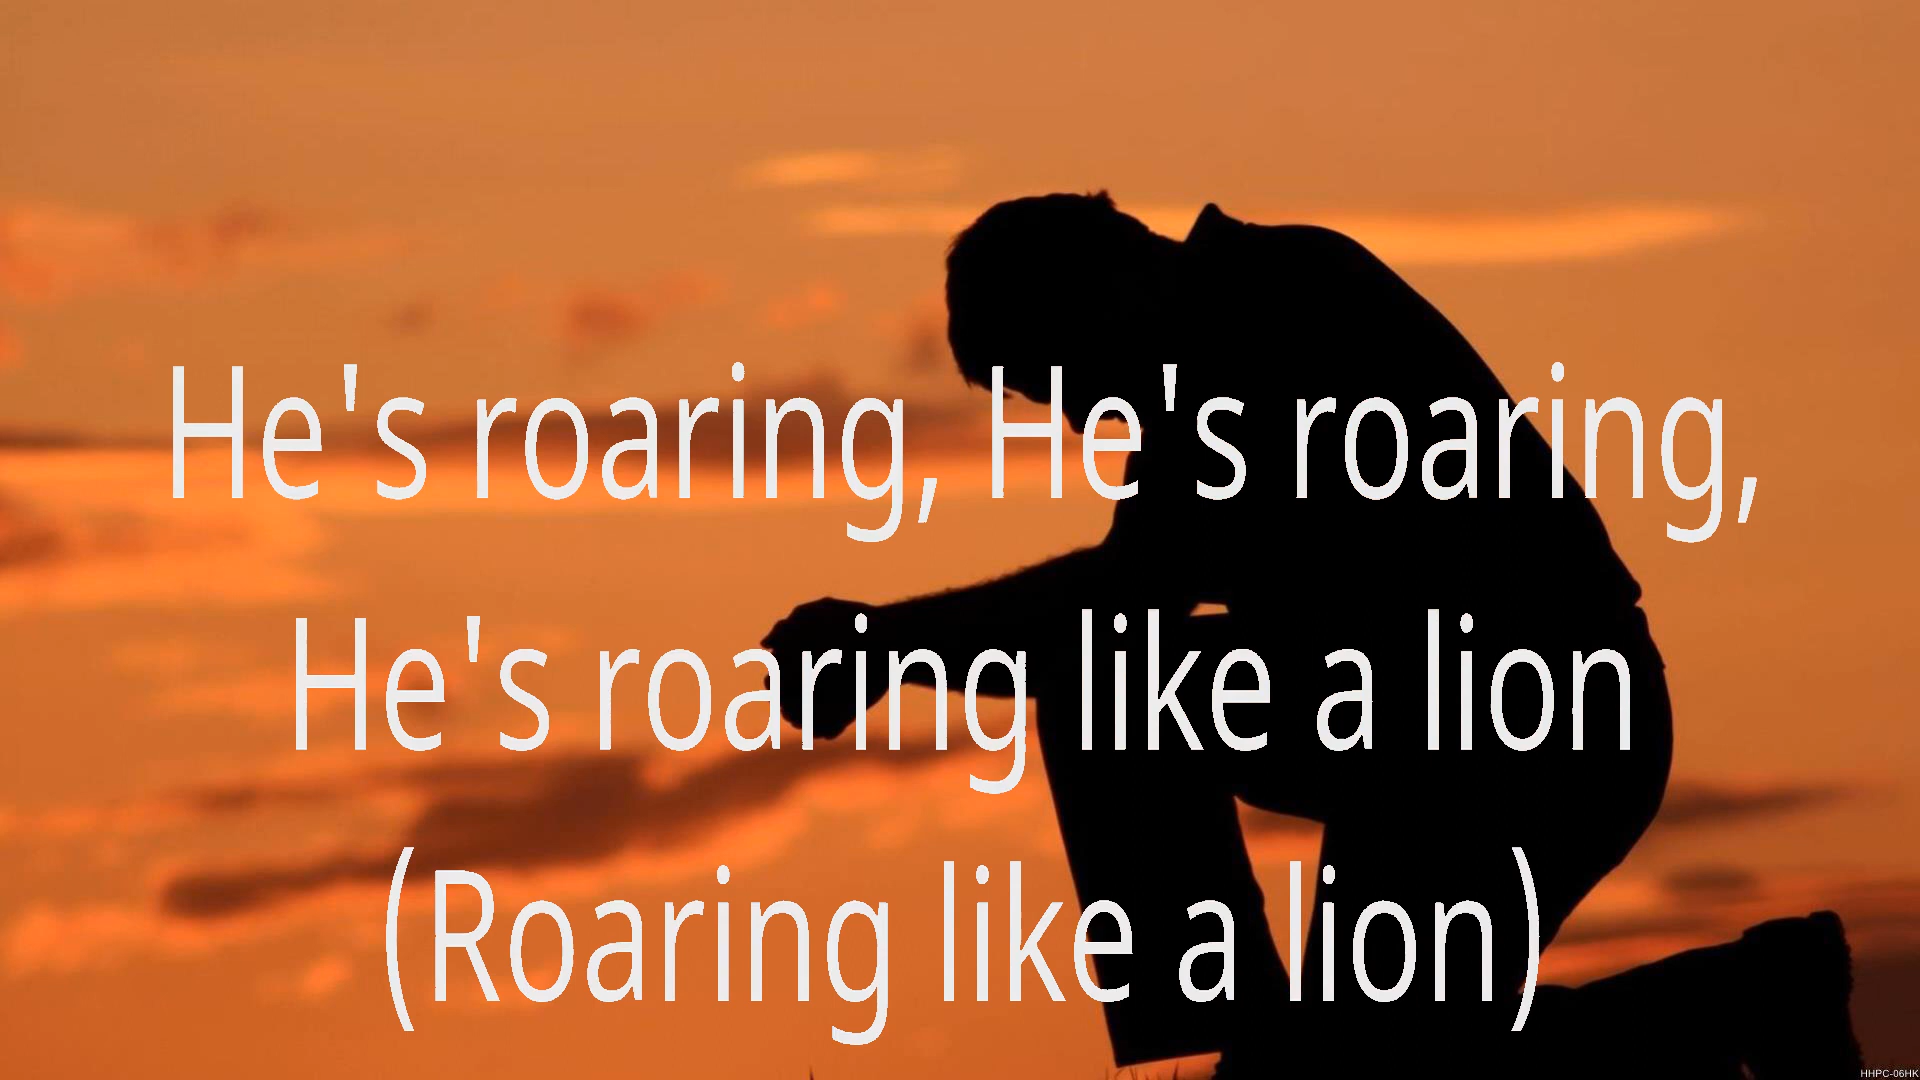 He's roaring, He's roaring,
He's roaring like a lion
(Roaring like a lion)
HHPC-06HK